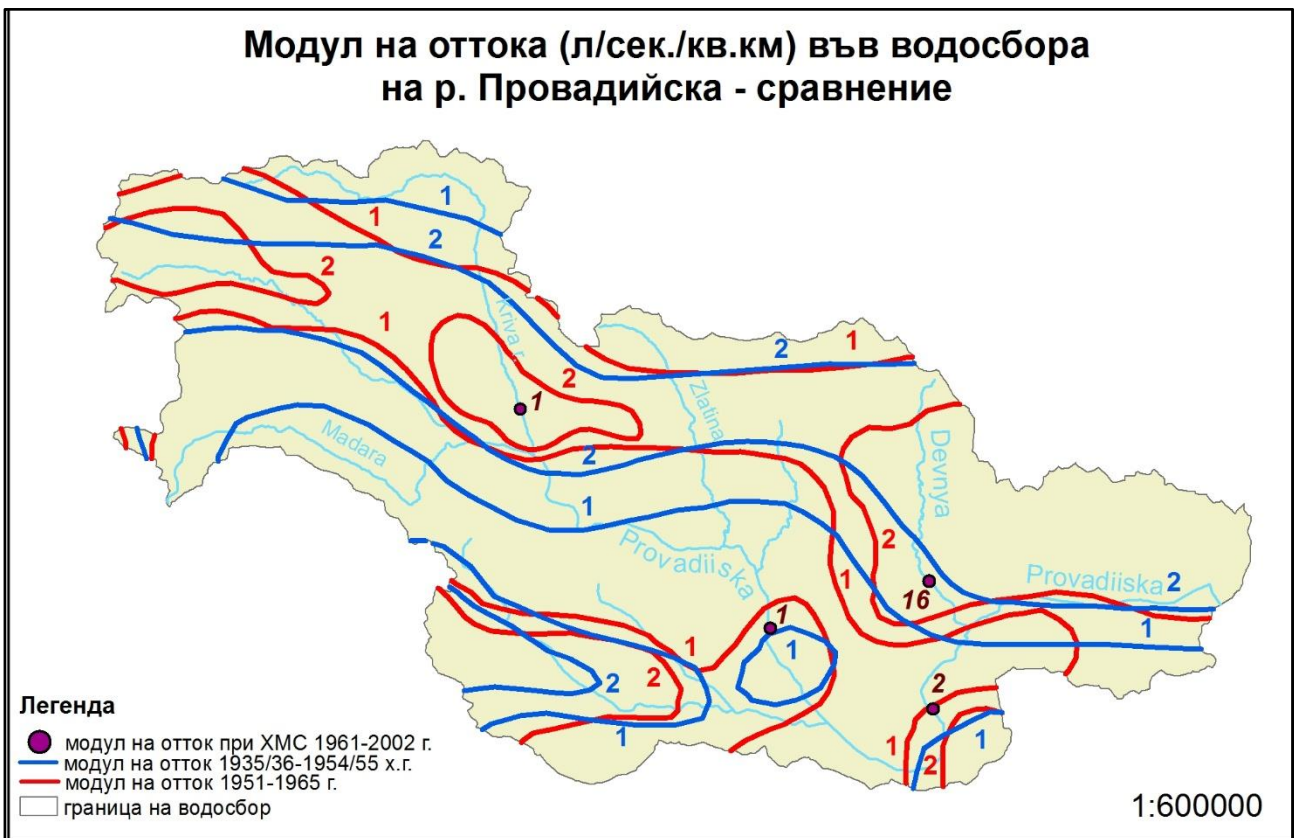 Модул на оттока (л/сек./кв.км) във водосбора
на р. Провадийска - сравнение
1
1
2
2
Kriva r.
1
2
1
2
2
1
Zlatina
Madara
2
Devnya
1
2
Provadiiska
1
16
Provadiiska
2
1
1
1
1
2
2
2
1
1
1
2
Легенда
модул на отток при ХМС 1961-2002 г.
модул на отток 1935/36-1954/55 х.г.
модул на отток 1951-1965 г.
граница на водосбор
1:600000